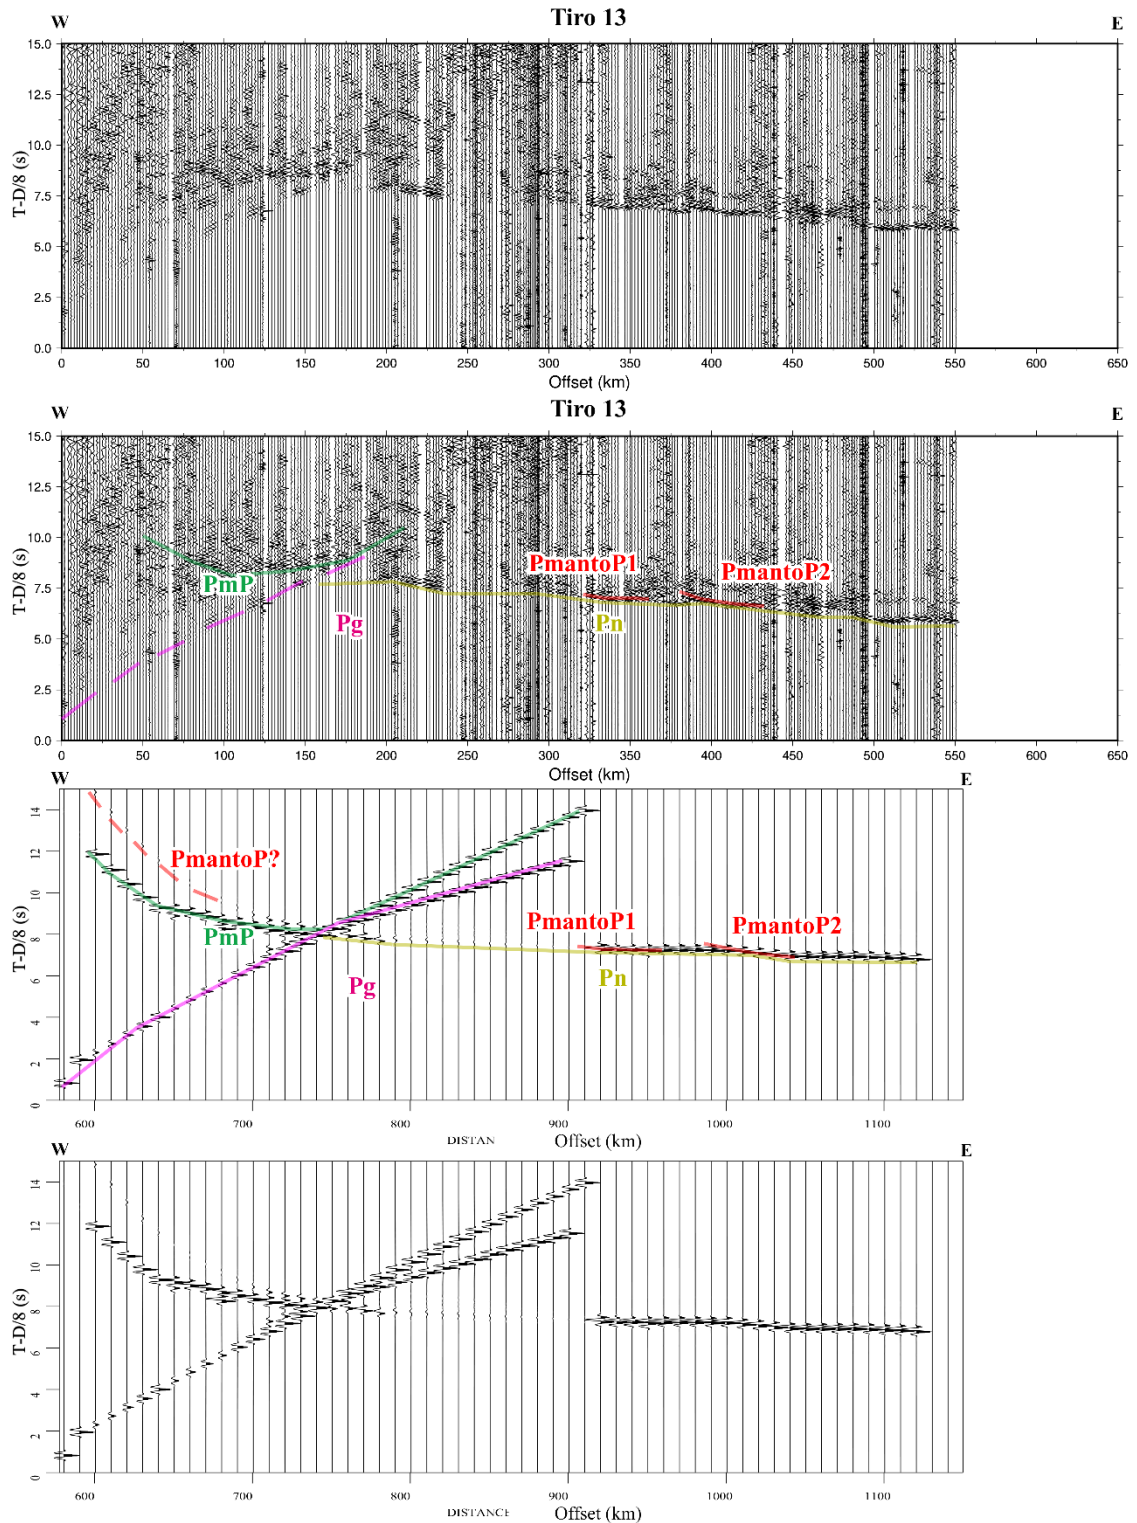 Tiro 13
W E
T-D/8 (s)
15.0
12.5
10.0
7.5
5.0
2.5
0.0
0 50 100 150 200 250 300 350 400 450 500 550 600 650
Offset (km)
Tiro 13
W E
T-D/8 (s)
15.0
12.5
10.0
7.5
5.0
2.5
0.0
PmP
Pg
PmantoP1
PmantoP2
Pn
0 50 100 150 200 250 300 350 400 450 500 550 600 650
Offset (km)
W E
T-D/8 (s)
14
12
10
8
6
4
2
0
PmantoP?
PmP
Pg
PmantoP1
PmantoP2
Pn
600 700 800 900 1000 1100
DISTAN Offset (km)
W E
T-D/8 (s)
14
12
10
8
6
4
2
0
600 700 800 900 1000 1100
DISTANCE Offset (km)